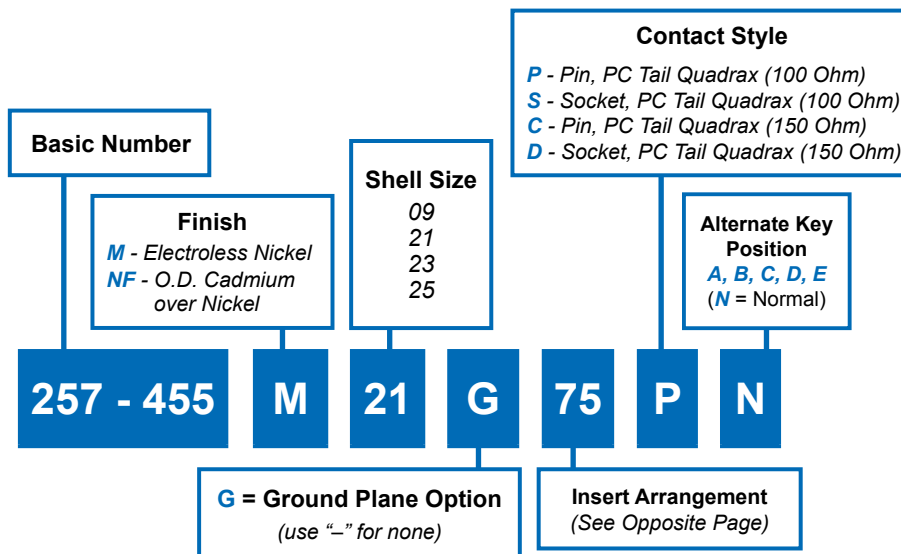 Contact Style
P - Pin, PC Tail Quadrax (100 Ohm)
S - Socket, PC Tail Quadrax (100 Ohm)
C - Pin, PC Tail Quadrax (150 Ohm)
D - Socket, PC Tail Quadrax (150 Ohm)
Basic Number
Finish
M - Electroless Nickel
NF - O.D. Cadmium
over Nickel
Shell Size
09
21
23
25
Alternate Key
Position
A, B, C, D, E
(N = Normal)
257 - 455 M 21 G 75 P N
G = Ground Plane Option
(use “–” for none)
Insert Arrangement
(See Opposite Page)